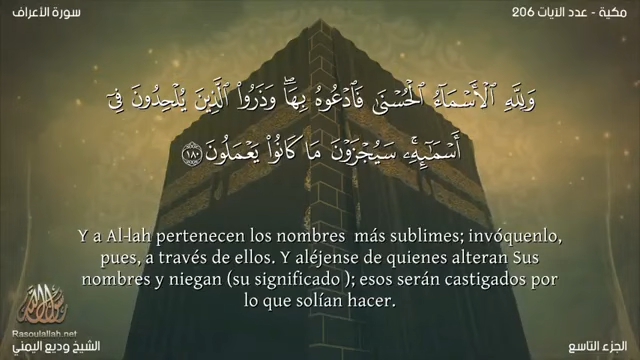 سورة الأعراف
مكية - عدد الآيات 206
وَلِلَّهِ ٱلْأَسْمَآءُ ٱلْحُسْنَىٰ فَٱدْعُوهُ بِهَا ۖ وَذَرُوا۟ ٱلَّذِينَ يُلْحِدُونَ فِىٓ
أَسْمَـٰٓئِهِۦ ۚ سَيُجْزَوْنَ مَا كَانُوا۟ يَعْمَلُونَ ١٨٠
Y a Al-lah pertenecen los nombres más sublimes; invóquenlo,
pues, a través de ellos. Y aléjense de quienes alteran Sus
nombres y niegan (su significado ); esos serán castigados por
lo que solían hacer.
Rasoulallah.net
الشيخ وديع اليمني
الجزء التاسع